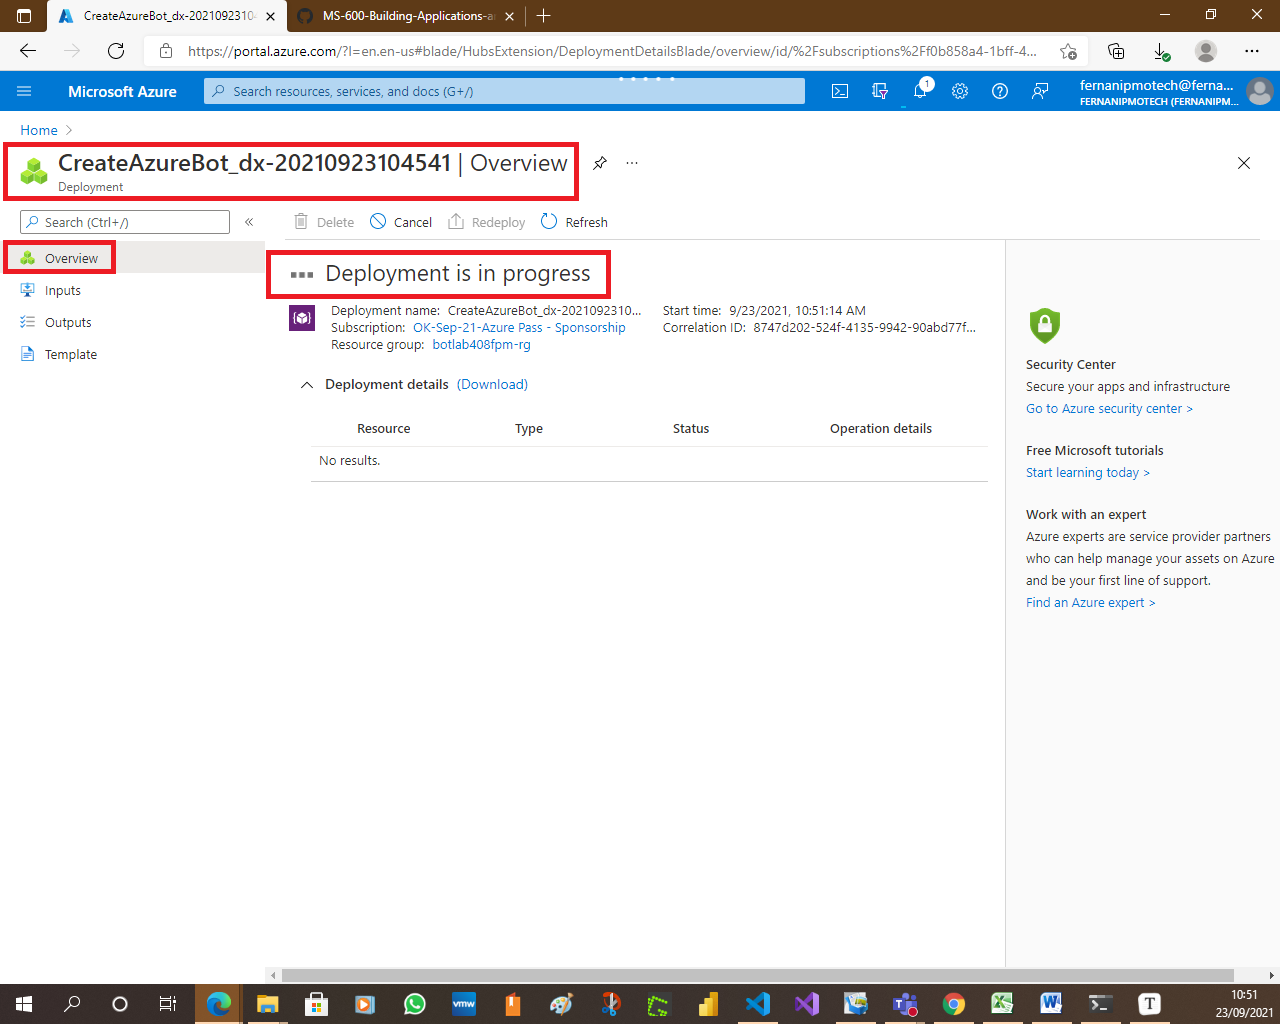 CreateAzureBot_dx-2021092310
MS-600-Building-Applications-a
https://portal.azure.com/?l=en.en-us#blade/HubsExtension/DeploymentDetailsBlade/overview/id/%2Fsubscriptions%2Ff0b858a4-1bff-4...
Microsoft Azure
Search resources, services, and docs (G+/)
1
fernanipmotech@ferna...
FERNANIPMOTECH (FERNANIPM...
Home
CreateAzureBot_dx-20210923104541 | Overview
Deployment
Search (Ctrl+/)
Delete
Cancel
Redeploy
Refresh
Overview
Inputs
Outputs
Template
Deployment is in progress
Deployment name: CreateAzureBot_dx-2021092310...
Subscription: OK-Sep-21-Azure Pass - Sponsorship
Resource group: botlab408fpm-rg
Start time: 9/23/2021, 10:51:14 AM
Correlation ID: 8747d202-524f-4135-9942-90abd77f...
Deployment details (Download)
Resource Type Status Operation details
No results.
Security Center
Secure your apps and infrastructure
Go to Azure security center >
Free Microsoft tutorials
Start learning today >
Work with an expert
Azure experts are service provider partners
who can help manage your assets on Azure
and be your first line of support.
Find an Azure expert >
vmw
T
10:51
23/09/2021